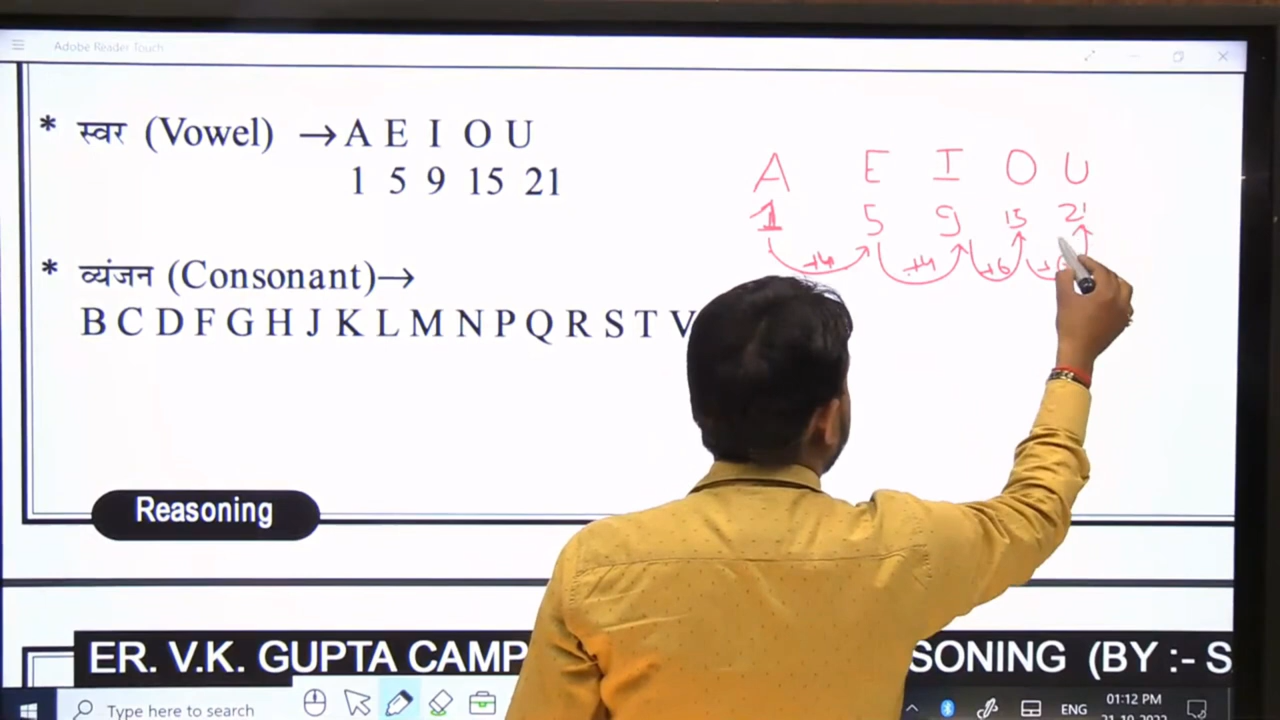 Adobe Reader Touch
* स्वर (Vowel) → A E I O U
1 5 9 15 21
A E I O U
1 5 9 15 21
+4 +4 +6
* व्यंजन (Consonant)→
B C D F G H J K L M N P Q R S T V
Reasoning
ER. V.K. GUPTA CAMP SONING (BY :- S
Type here to search
ENG
01:12 PM